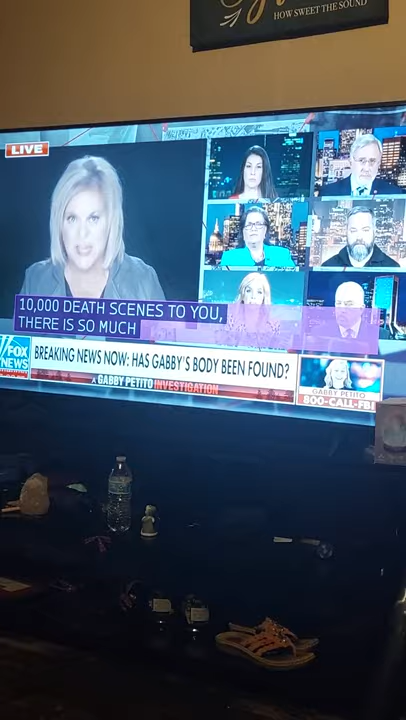 HOW SWEET THE SOUND
LIVE
10,000 DEATH SCENES TO YOU,
THERE IS SO MUCH
FOX
NEWS
BREAKING NEWS NOW: HAS GABBY'S BODY BEEN FOUND?
A GABBY PETITO INVESTIGATION
GABBY PETITO
800-CALL-FBI